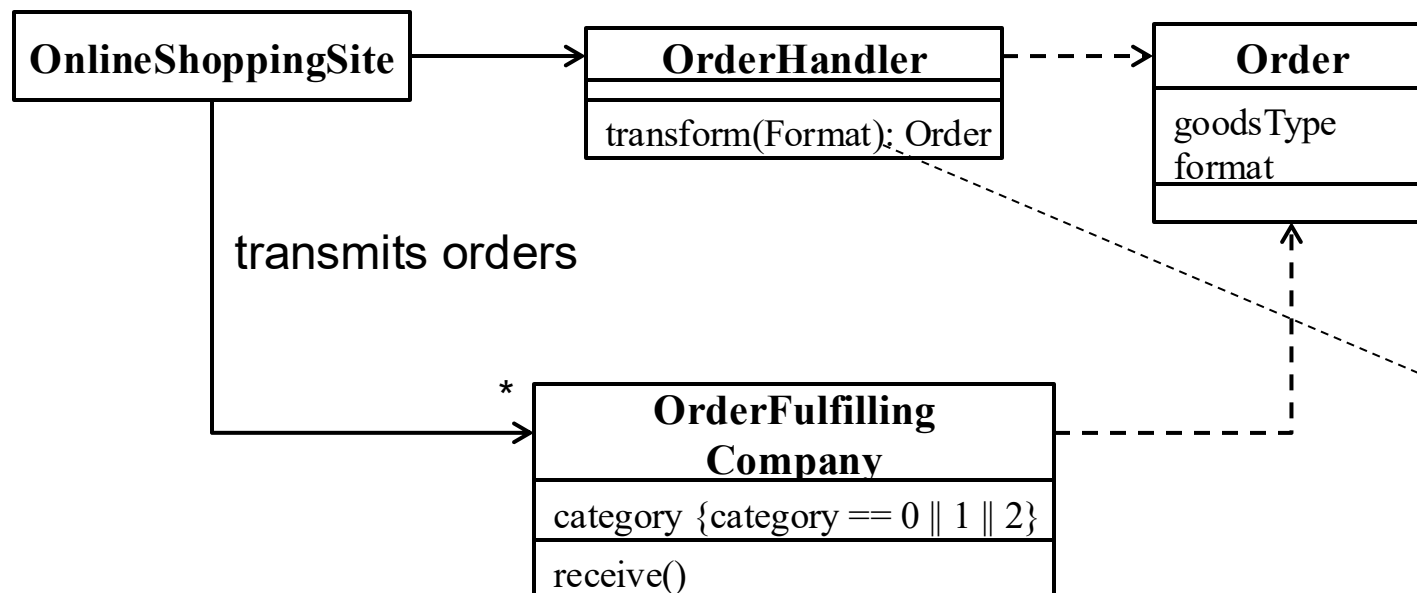 OnlineShoppingSite
OrderHandler
transform(Format): Order
Order
goodsType
format
transmits orders
*
OrderFulfilling
Company
category {category == 0 || 1 || 2}
receive()